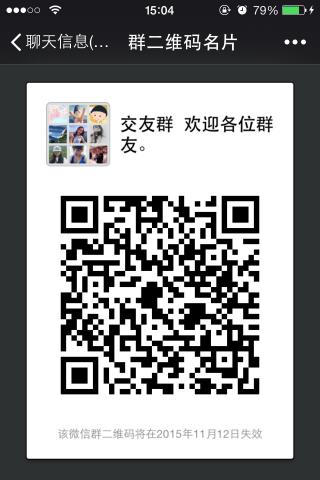 15:04
79%
聊天信息(...
群二维码名片
交友群 欢迎各位群
友。
该微信群二维码将在2015年11月12日失效